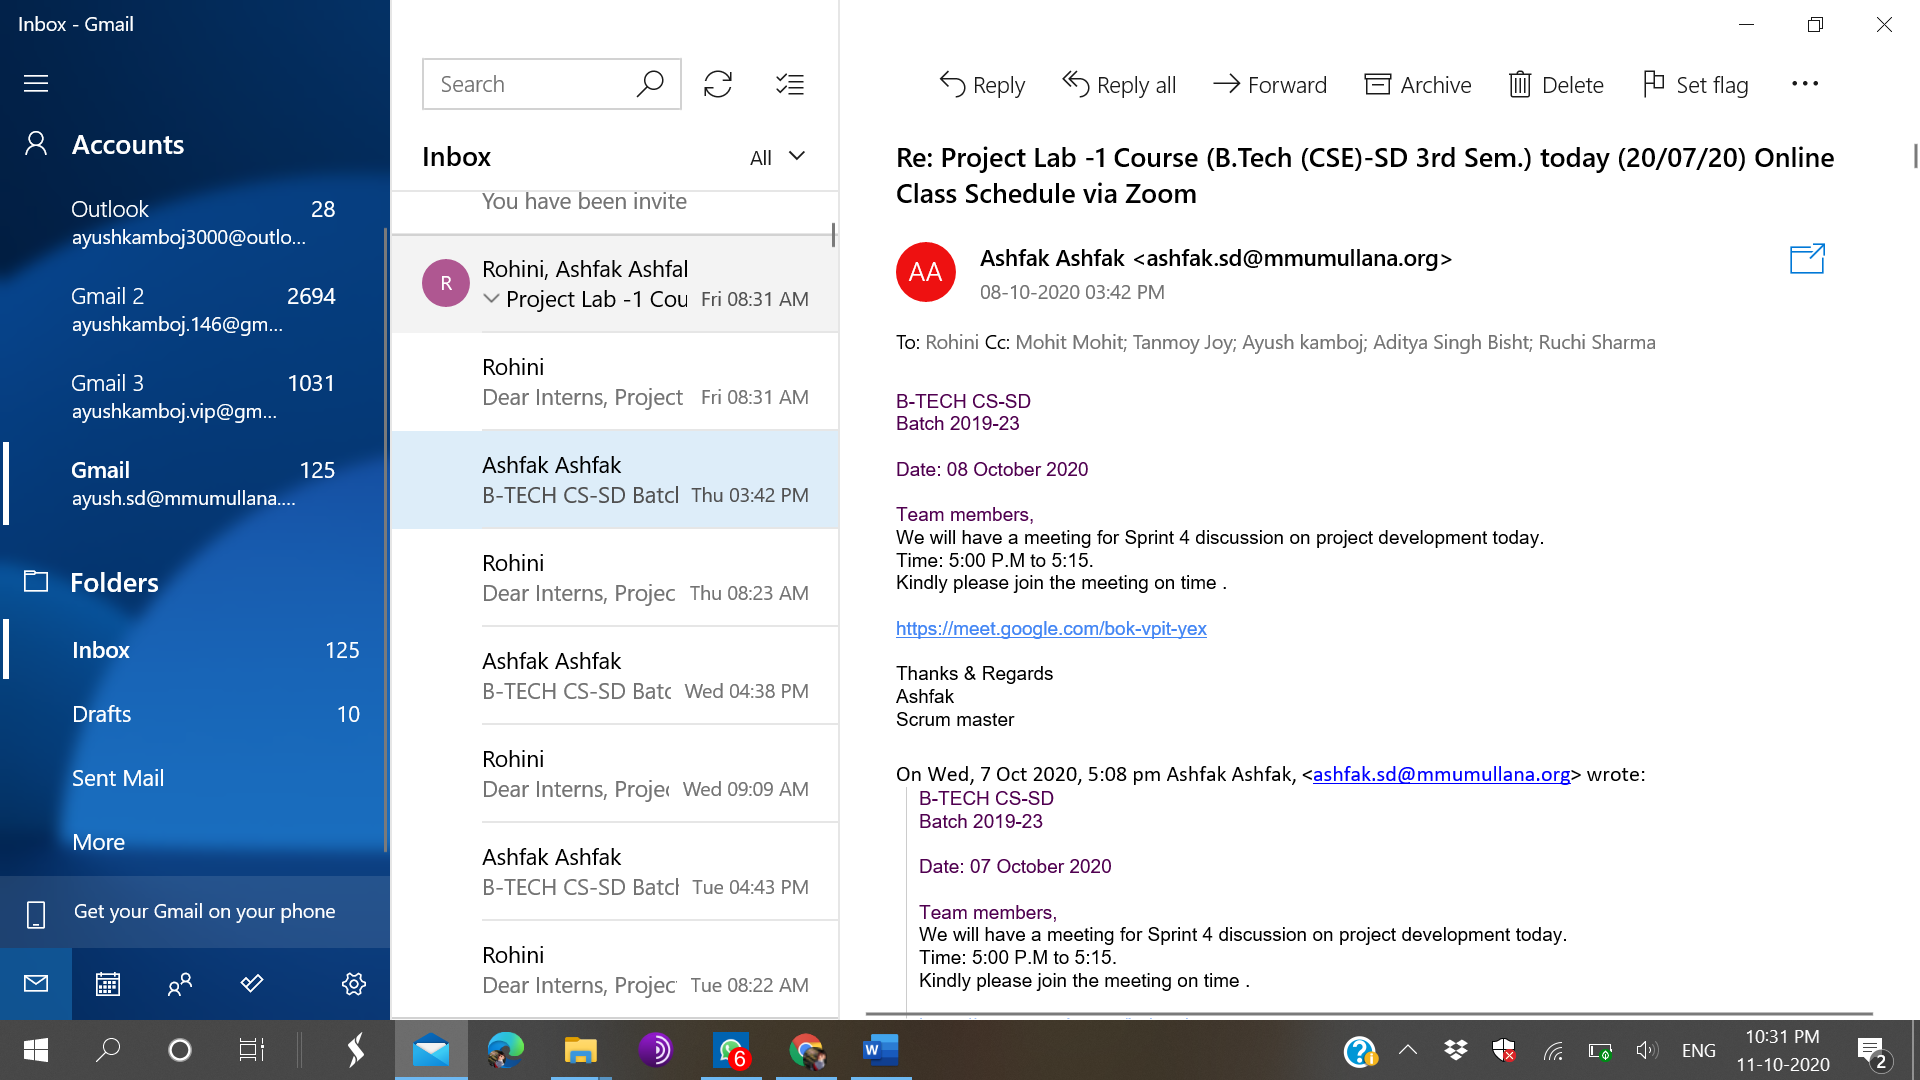 Inbox - Gmail
Accounts
Outlook 28
ayushkamboj3000@outlo...
Gmail 2 2694
ayushkamboj.146@gm...
Gmail 3 1031
ayushkamboj.vip@gm...
Gmail 125
ayush.sd@mmumullana....
Folders
Inbox 125
Drafts 10
Sent Mail
More
Get your Gmail on your phone
Search
Inbox All
You have been invite
R
Rohini, Ashfak Ashfal
Project Lab -1 Cou Fri 08:31 AM
Rohini
Dear Interns, Project Fri 08:31 AM
Ashfak Ashfak
B-TECH CS-SD Batcl Thu 03:42 PM
Rohini
Dear Interns, Projec Thu 08:23 AM
Ashfak Ashfak
B-TECH CS-SD Batc Wed 04:38 PM
Rohini
Dear Interns, Projec Wed 09:09 AM
Ashfak Ashfak
B-TECH CS-SD Batcl Tue 04:43 PM
Rohini
Dear Interns, Projec Tue 08:22 AM
Reply Reply all Forward Archive Delete Set flag
Re: Project Lab -1 Course (B.Tech (CSE)-SD 3rd Sem.) today (20/07/20) Online
Class Schedule via Zoom
AA
Ashfak Ashfak <ashfak.sd@mmumullana.org>
08-10-2020 03:42 PM
To: Rohini Cc: Mohit Mohit; Tanmoy Joy; Ayush kamboj; Aditya Singh Bisht; Ruchi Sharma
B-TECH CS-SD
Batch 2019-23
Date: 08 October 2020
Team members,
We will have a meeting for Sprint 4 discussion on project development today.
Time: 5:00 P.M to 5:15.
Kindly please join the meeting on time .
https://meet.google.com/bok-vpit-yex
Thanks & Regards
Ashfak
Scrum master
On Wed, 7 Oct 2020, 5:08 pm Ashfak Ashfak, <ashfak.sd@mmumullana.org> wrote:
B-TECH CS-SD
Batch 2019-23
Date: 07 October 2020
Team members,
We will have a meeting for Sprint 4 discussion on project development today.
Time: 5:00 P.M to 5:15.
Kindly please join the meeting on time .
6
W
ENG
10:31 PM
11-10-2020
2